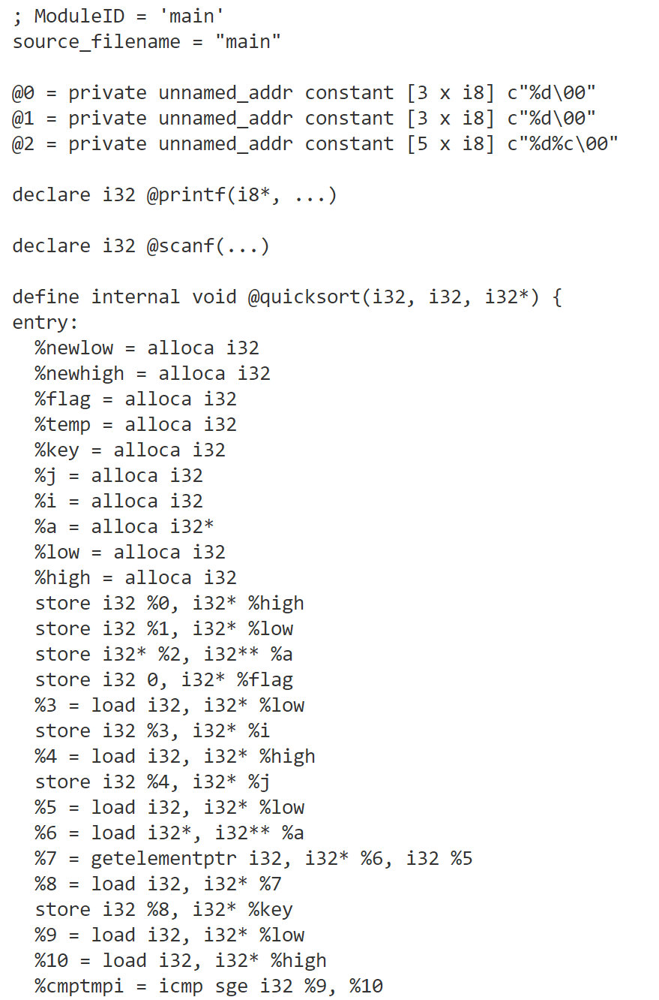 ; ModuleID = 'main'
source_filename = "main"

@0 = private unnamed_addr constant [3 x i8] c"%d\00"
@1 = private unnamed_addr constant [3 x i8] c"%d\00"
@2 = private unnamed_addr constant [5 x i8] c"%d%c\00"

declare i32 @printf(i8*, ...)

declare i32 @scanf(...)

define internal void @quicksort(i32, i32, i32*) {
entry:
  %newlow = alloca i32
  %newhigh = alloca i32
  %flag = alloca i32
  %temp = alloca i32
  %key = alloca i32
  %j = alloca i32
  %i = alloca i32
  %a = alloca i32*
  %low = alloca i32
  %high = alloca i32
  store i32 %0, i32* %high
  store i32 %1, i32* %low
  store i32* %2, i32** %a
  store i32 0, i32* %flag
  %3 = load i32, i32* %low
  store i32 %3, i32* %i
  %4 = load i32, i32* %high
  store i32 %4, i32* %j
  %5 = load i32, i32* %low
  %6 = load i32*, i32** %a
  %7 = getelementptr i32, i32* %6, i32 %5
  %8 = load i32, i32* %7
  store i32 %8, i32* %key
  %9 = load i32, i32* %low
  %10 = load i32, i32* %high
  %cmptmpi = icmp sge i32 %9, %10